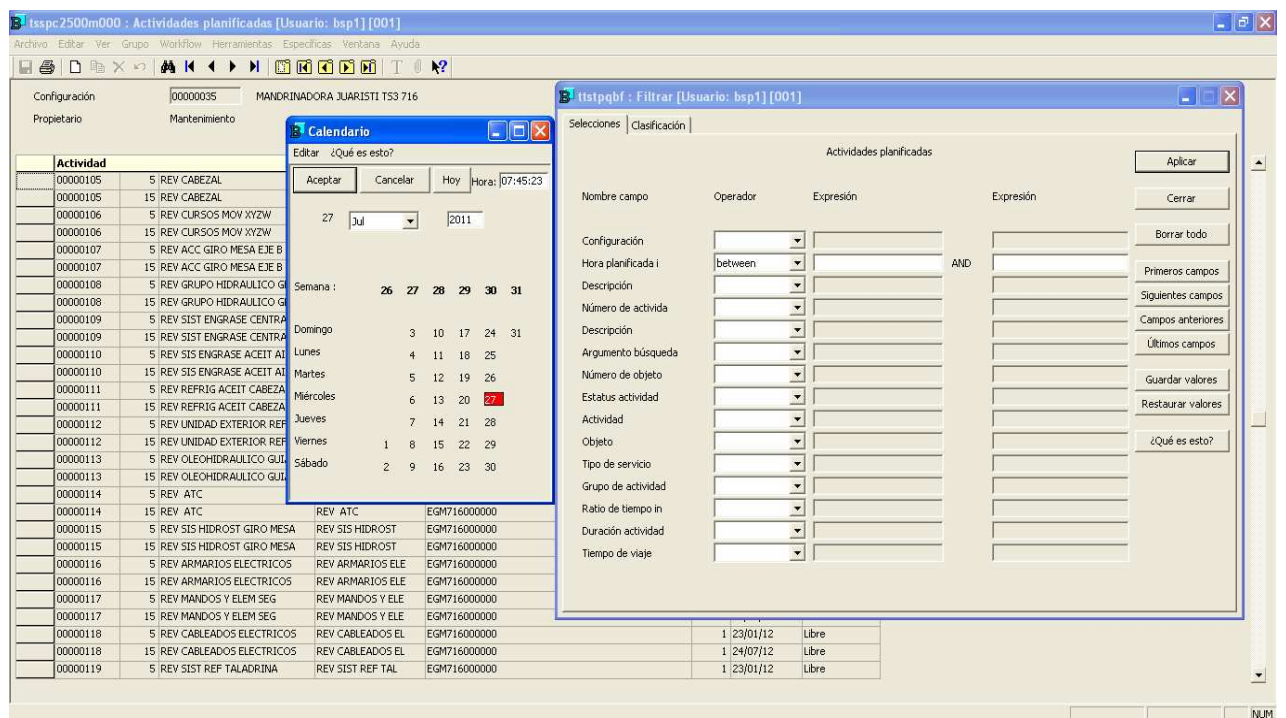 tsspc2500m000 : Actividades planificadas [Usuario: bsp1] [001]
Archivo Editar Ver Grupo Workflow Herramientas Específicas Ventana Ayuda
Configuración 00000035 MANDRINADORA JUARISTI TS3 716
Propietario Mantenimiento
Actividad
00000105 5 REV CABEZAL
00000105 15 REV CABEZAL
00000106 5 REV CURSOS MOV XYZW
00000106 15 REV CURSOS MOV XYZW
00000107 5 REV ACC GIRO MESA EJE B
00000107 15 REV ACC GIRO MESA EJE B
00000108 5 REV GRUPO HIDRAULICO
00000108 15 REV GRUPO HIDRAULICO
00000109 5 REV SIST ENGRASE CENTRA
00000109 15 REV SIST ENGRASE CENTRA
00000110 5 REV SIS ENGRASE ACEIT
00000110 15 REV SIS ENGRASE ACEIT
00000111 5 REV REFRIG ACEIT CABEZA
00000111 15 REV REFRIG ACEIT CABEZA
00000112 5 REV UNIDAD EXTERIOR REF
00000112 15 REV UNIDAD EXTERIOR REF
00000113 5 REV OLEOHIDRAULICO
00000113 15 REV OLEOHIDRAULICO
00000114 5 REV ATC
00000114 15 REV ATC REV ATC EGM716000000
00000115 5 REV SIS HIDROST GIRO MESA REV SIS HIDROST EGM716000000
00000115 15 REV SIS HIDROST GIRO MESA REV SIS HIDROST EGM716000000
00000116 5 REV ARMARIOS ELECTRICOS REV ARMARIOS ELE EGM716000000
00000116 15 REV ARMARIOS ELECTRICOS REV ARMARIOS ELE EGM716000000
00000117 5 REV MANDOS Y ELEM SEG REV MANDOS Y ELE EGM716000000
00000117 15 REV MANDOS Y ELEM SEG REV MANDOS Y ELE EGM716000000
00000118 5 REV CABLEADOS ELECTRICOS REV CABLEADOS EL EGM716000000 1 23/01/12 Libre
00000118 15 REV CABLEADOS ELECTRICOS REV CABLEADOS EL EGM716000000 1 24/07/12 Libre
00000119 5 REV SIST REF TALADRINA REV SIST REF TAL EGM716000000 1 23/01/12 Libre
NUM
Calendario
Editar ¿Qué es esto?
Aceptar Cancelar Hoy Hora: 07:45:23
27 Jul 2011
Semana : 26 27 28 29 30 31
Domingo 3 10 17 24 31
Lunes 4 11 18 25
Martes 5 12 19 26
Miércoles 6 13 20 27
Jueves 7 14 21 28
Viernes 1 8 15 22 29
Sábado 2 9 16 23 30
ttstpqbf : Filtrar [Usuario: bsp1] [001]
Selecciones Clasificación
Actividades planificadas
Nombre campo Operador Expresión Expresión
Configuración
Hora planificada i between AND
Descripción
Número de activida
Descripción
Argumento búsqueda
Número de objeto
Estatus actividad
Actividad
Objeto
Tipo de servicio
Grupo de actividad
Ratio de tiempo in
Duración actividad
Tiempo de viaje
Aplicar
Cerrar
Borrar todo
Primeros campos
Siguientes campos
Campos anteriores
Últimos campos
Guardar valores
Restaurar valores
¿Qué es esto?